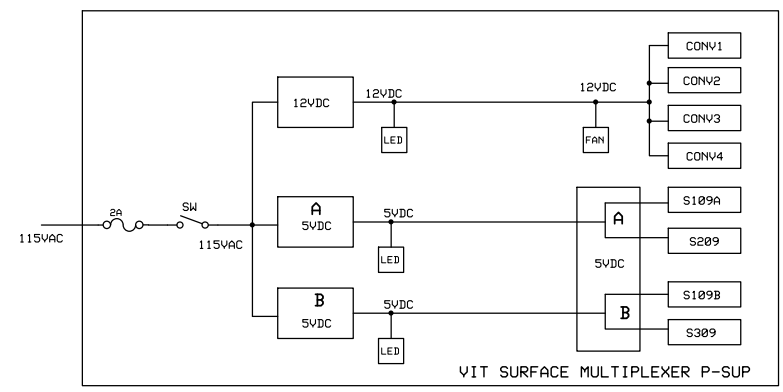 CONV1
12VDC
12VDC
CONV2
12VDC
LED
FAN
CONV3
CONV4
2A
SW
A
5VDC
5VDC
A
S109A
115VAC
115VAC
LED
5VDC
S209
B
5VDC
5VDC
B
S109B
LED
S309
VIT SURFACE MULTIPLEXER P-SUP